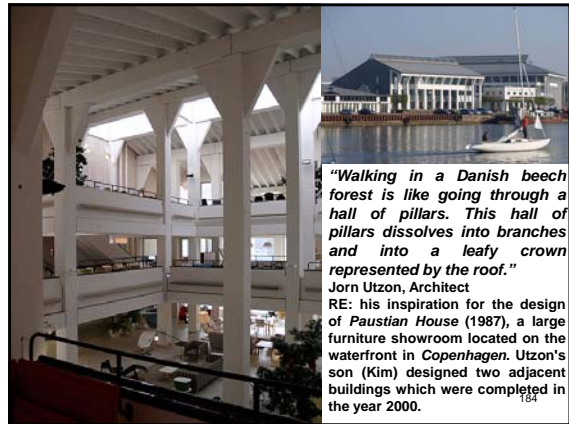 “Walking in a Danish beech
forest is like going through a
hall of pillars. This hall of
pillars dissolves into branches
and into a leafy crown
represented by the roof.”
Jorn Utzon, Architect
RE: his inspiration for the design
of Paustian House (1987), a large
furniture showroom located on the
waterfront in Copenhagen. Utzon's
son (Kim) designed two adjacent
buildings which were completed in
the year 2000.
184